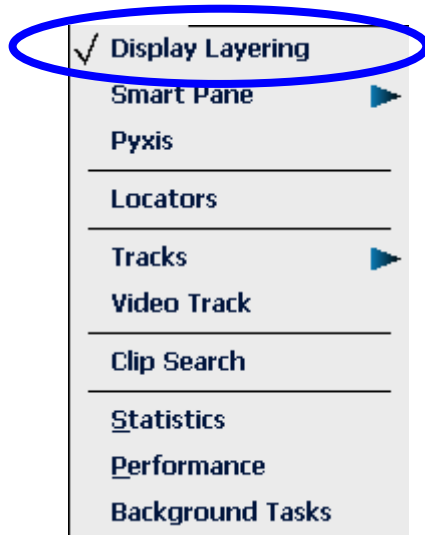 Display Layering
Smart Pane
Pyxis
Locators
Tracks
Video Track
Clip Search
Statistics
Performance
Background Tasks